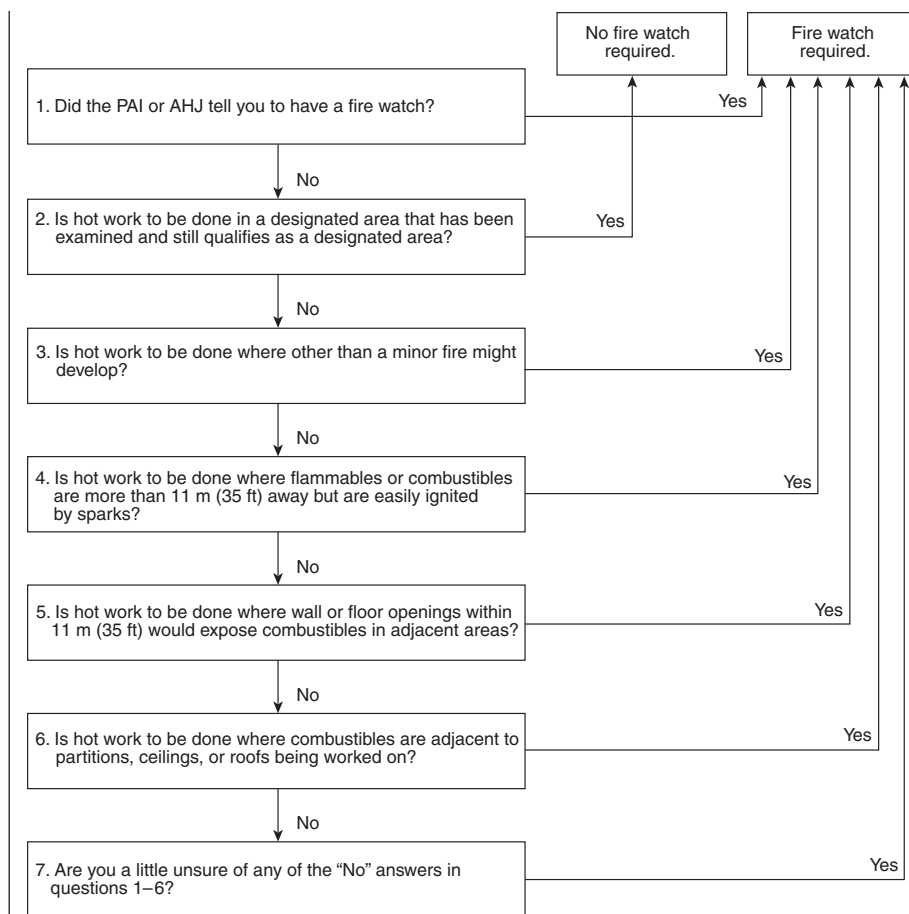 No fire watch
required.
Fire watch
required.
1. Did the PAI or AHJ tell you to have a fire watch?
Yes
No
2. Is hot work to be done in a designated area that has been
examined and still qualifies as a designated area?
Yes
No
3. Is hot work to be done where other than a minor fire might
develop?
Yes
No
4. Is hot work to be done where flammables or combustibles
are more than 11 m (35 ft) away but are easily ignited
by sparks?
Yes
No
5. Is hot work to be done where wall or floor openings within
11 m (35 ft) would expose combustibles in adjacent areas?
Yes
No
6. Is hot work to be done where combustibles are adjacent to
partitions, ceilings, or roofs being worked on?
Yes
No
7. Are you a little unsure of any of the “No” answers in
questions 1–6?
Yes